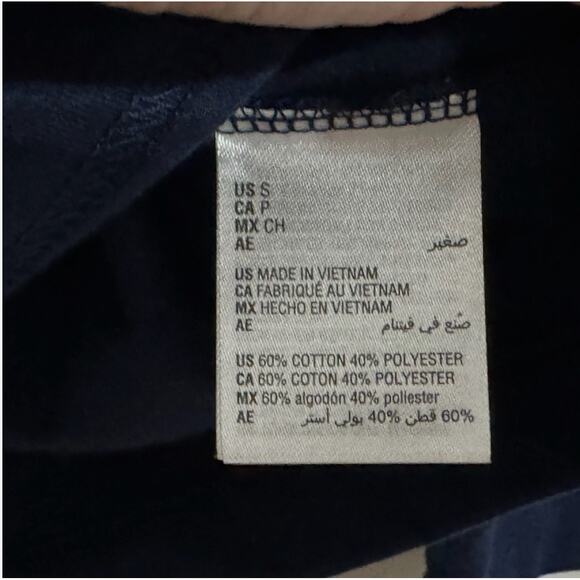 US S
CA P
MX CH
AE صغير
US MADE IN VIETNAM
CA FABRIQUÉ AU VIETNAM
MX HECHO EN VIETNAM
AE صُنع في فيتنام
US 60% COTTON 40% POLYESTER
CA 60% COTON 40% POLYESTER
MX 60% algodón 40% poliester
AE 60% قطن 40% بولي أستر